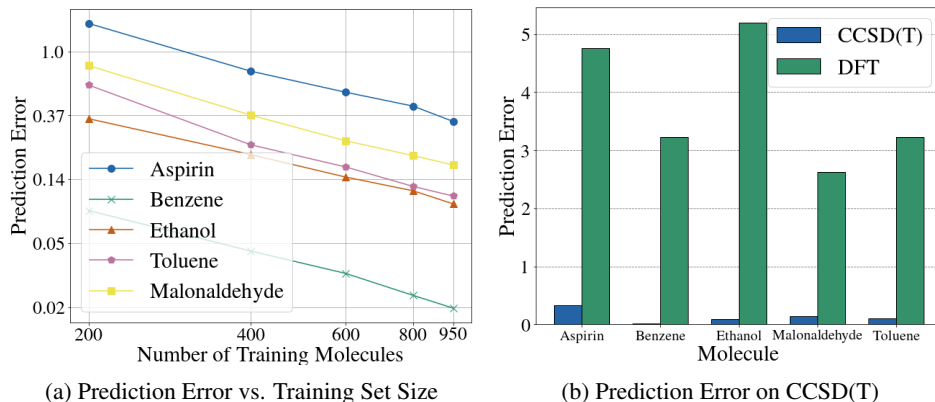 1.0
0.37
0.14
0.05
0.02
Prediction Error
Aspirin
Benzene
Ethanol
Toluene
Malonaldehyde
200 400 600 800 950
Number of Training Molecules
(a) Prediction Error vs. Training Set Size
5
4
3
2
1
0
Prediction Error
CCSD(T)
DFT
Aspirin Benzene Ethanol Malonaldehyde Toluene
Molecule
(b) Prediction Error on CCSD(T)